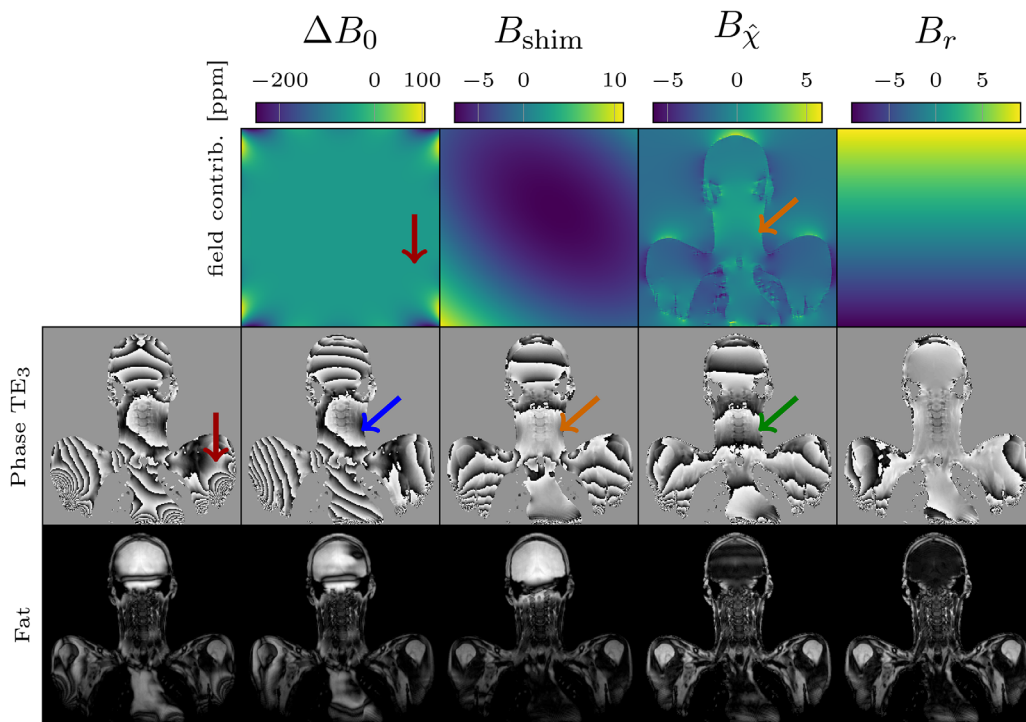 ΔB₀ B_shim B_χ̂ B_r
[ppm]
−200 0 100 −5 0 5 10 −5 0 5 −5 0 5
field contrib.
Phase TE₃
Fat